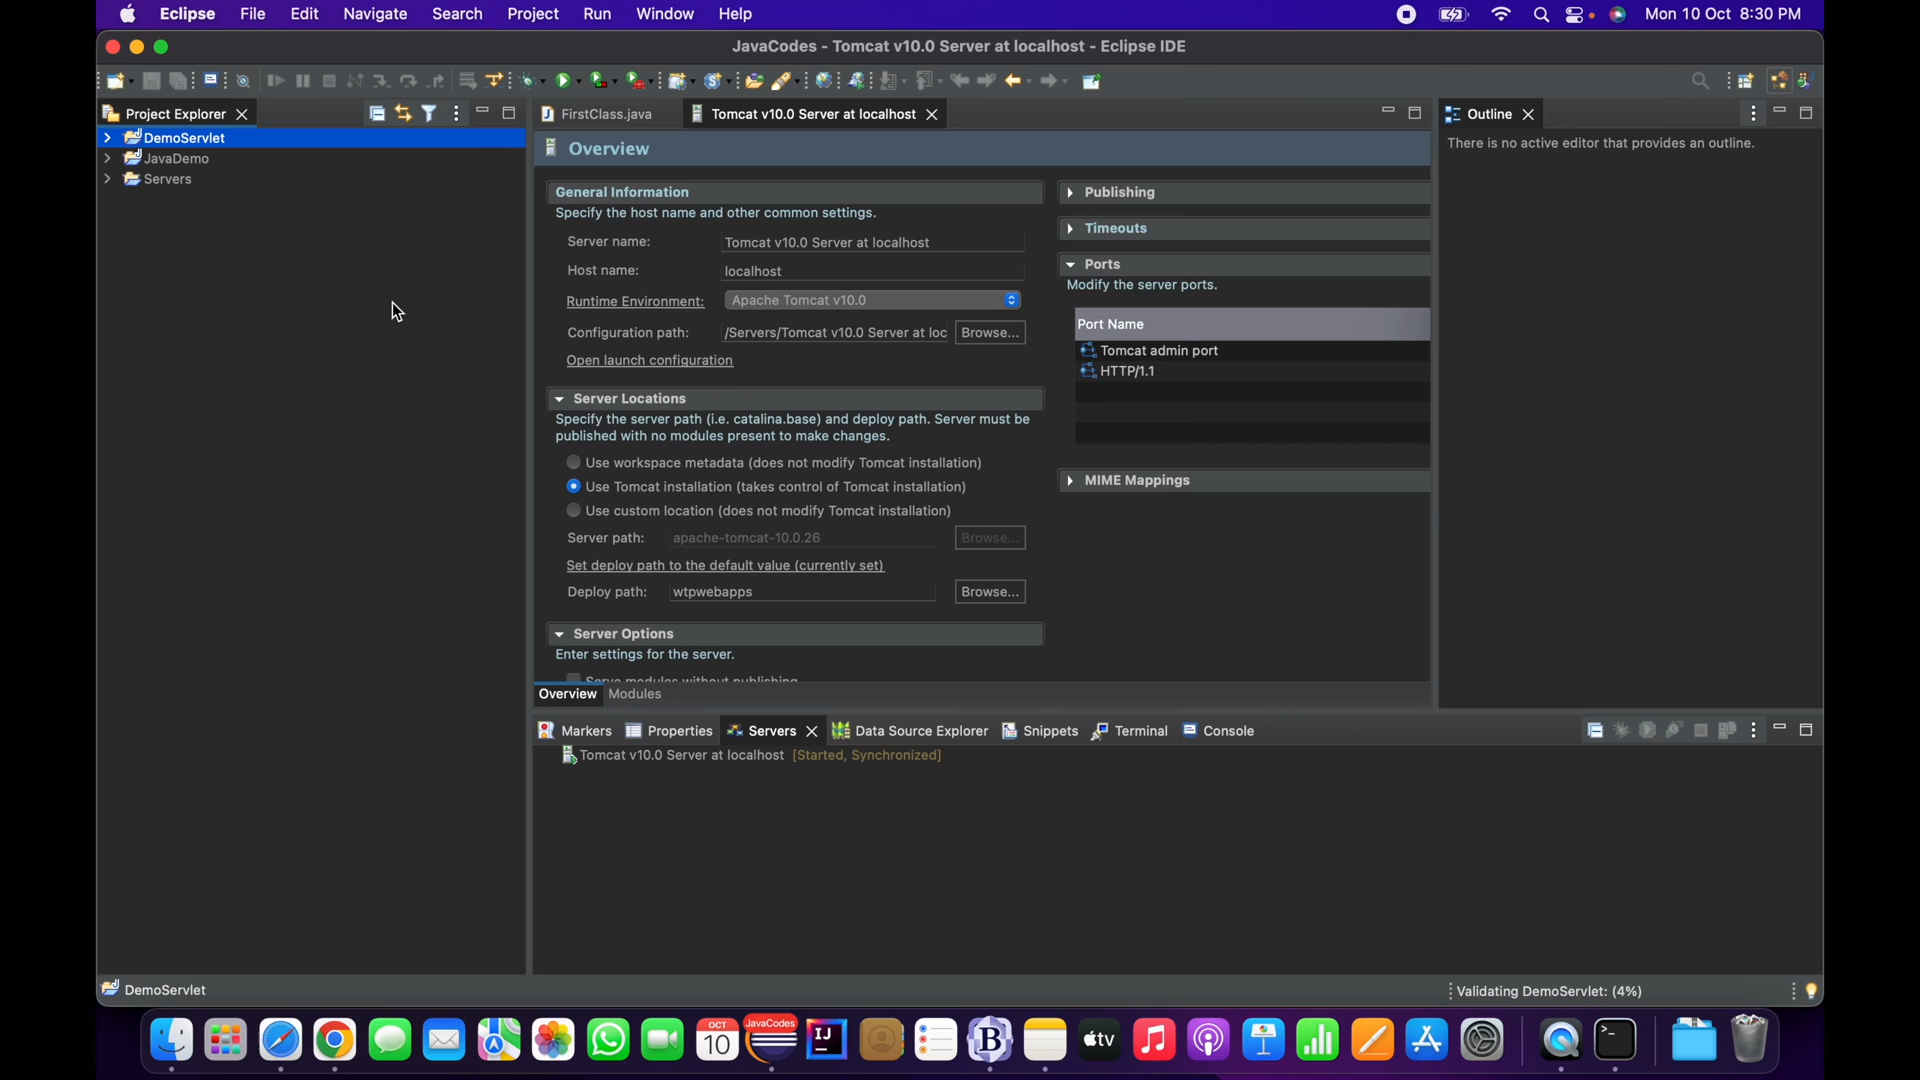 Eclipse File Edit Navigate Search Project Run Window Help Mon 10 Oct 8:30 PM
JavaCodes - Tomcat v10.0 Server at localhost - Eclipse IDE
Project Explorer
DemoServlet
JavaDemo
Servers
FirstClass.java Tomcat v10.0 Server at localhost
Overview
General Information
Specify the host name and other common settings.
Server name: Tomcat v10.0 Server at localhost
Host name: localhost
Runtime Environment: Apache Tomcat v10.0
Configuration path: /Servers/Tomcat v10.0 Server at loc Browse...
Open launch configuration
Server Locations
Specify the server path (i.e. catalina.base) and deploy path. Server must be
published with no modules present to make changes.
Use workspace metadata (does not modify Tomcat installation)
Use Tomcat installation (takes control of Tomcat installation)
Use custom location (does not modify Tomcat installation)
Server path: apache-tomcat-10.0.26 Browse...
Set deploy path to the default value (currently set)
Deploy path: wtpwebapps Browse...
Server Options
Enter settings for the server.
Serve modules without publishing
Publishing
Timeouts
Ports
Modify the server ports.
Port Name
Tomcat admin port
HTTP/1.1
MIME Mappings
Overview Modules
Outline
There is no active editor that provides an outline.
Markers Properties Servers Data Source Explorer Snippets Terminal Console
Tomcat v10.0 Server at localhost [Started, Synchronized]
DemoServlet
Validating DemoServlet: (4%)
OCT
10
JavaCodes
IJ
B
tv
>_